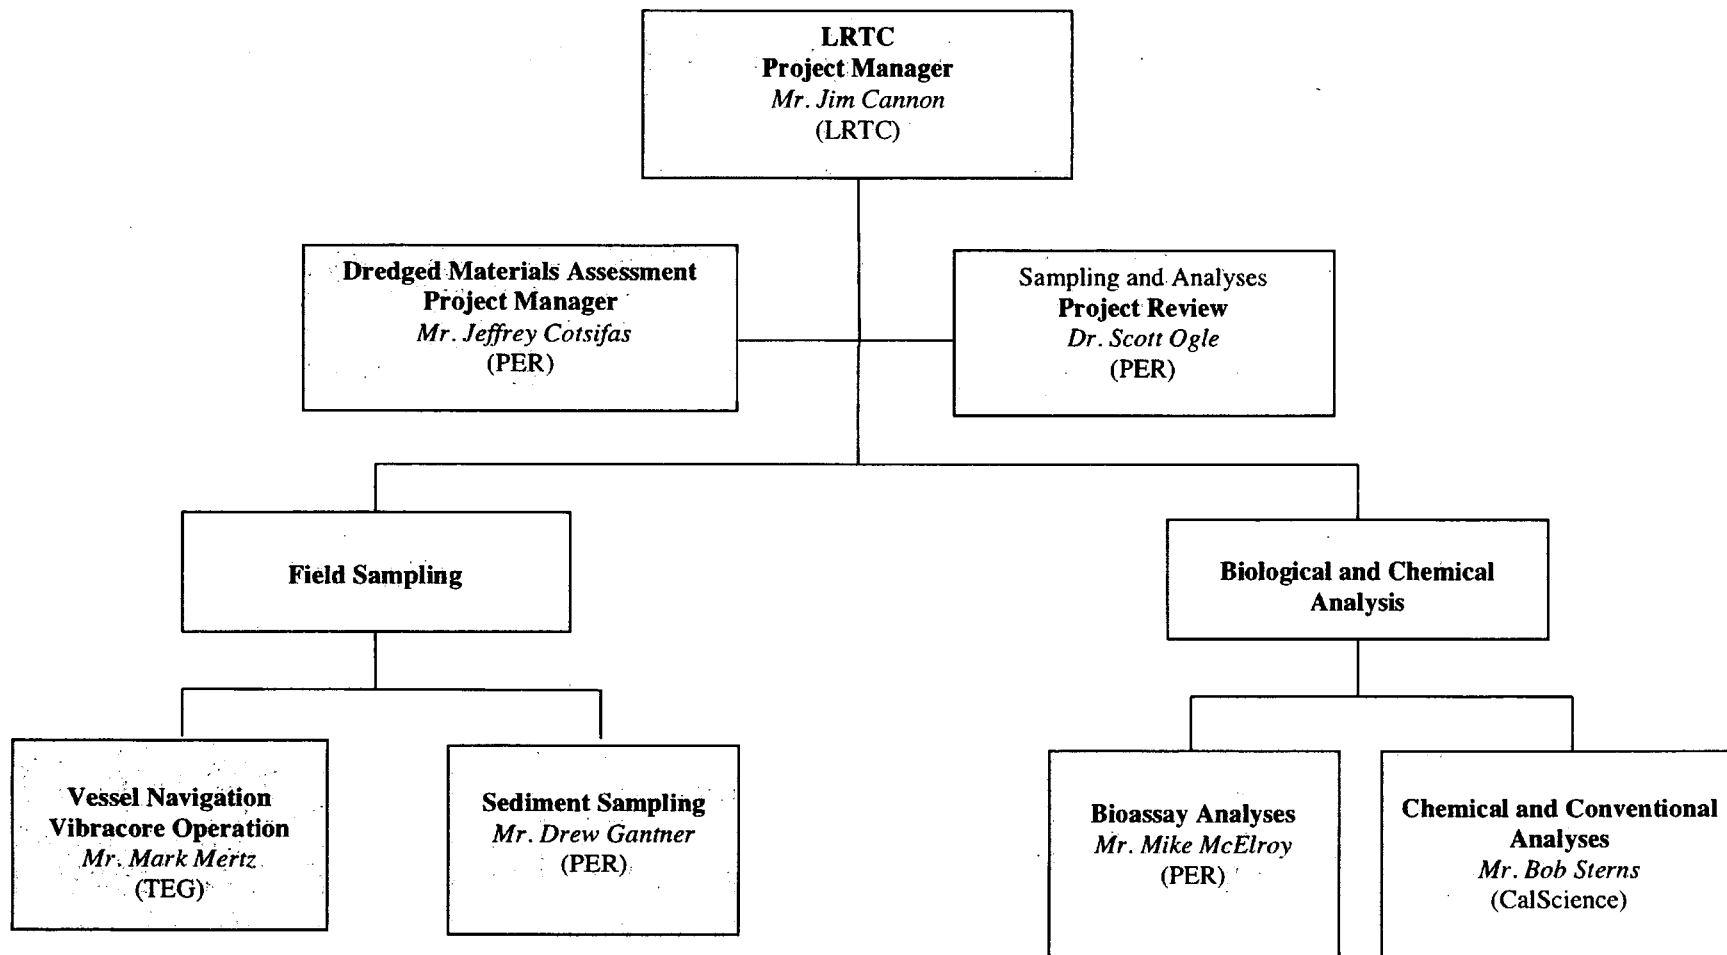 LRTC
Project Manager
Mr. Jim Cannon
(LRTC)
Dredged Materials Assessment
Project Manager
Mr. Jeffrey Cotsifas
(PER)
Sampling and Analyses
Project Review
Dr. Scott Ogle
(PER)
Field Sampling
Biological and Chemical
Analysis
Vessel Navigation
Vibracore Operation
Mr. Mark Mertz
(TEG)
Sediment Sampling
Mr. Drew Gantner
(PER)
Bioassay Analyses
Mr. Mike McElroy
(PER)
Chemical and Conventional
Analyses
Mr. Bob Sterns
(CalScience)